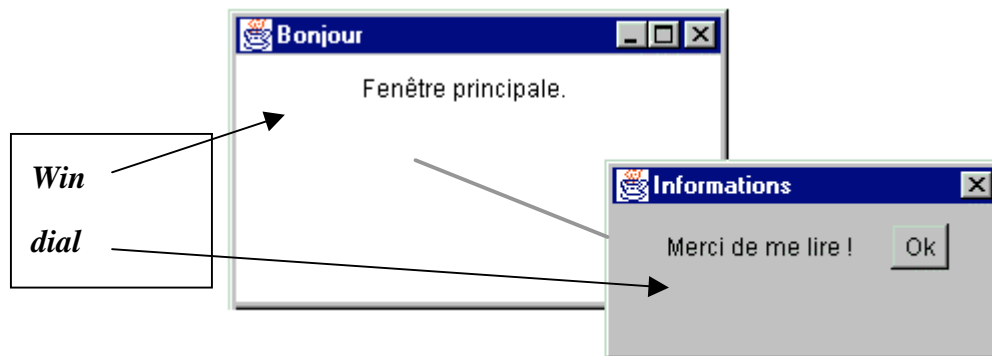 Bonjour
Fenêtre principale.
Win
dial
Informations
Merci de me lire !
Ok